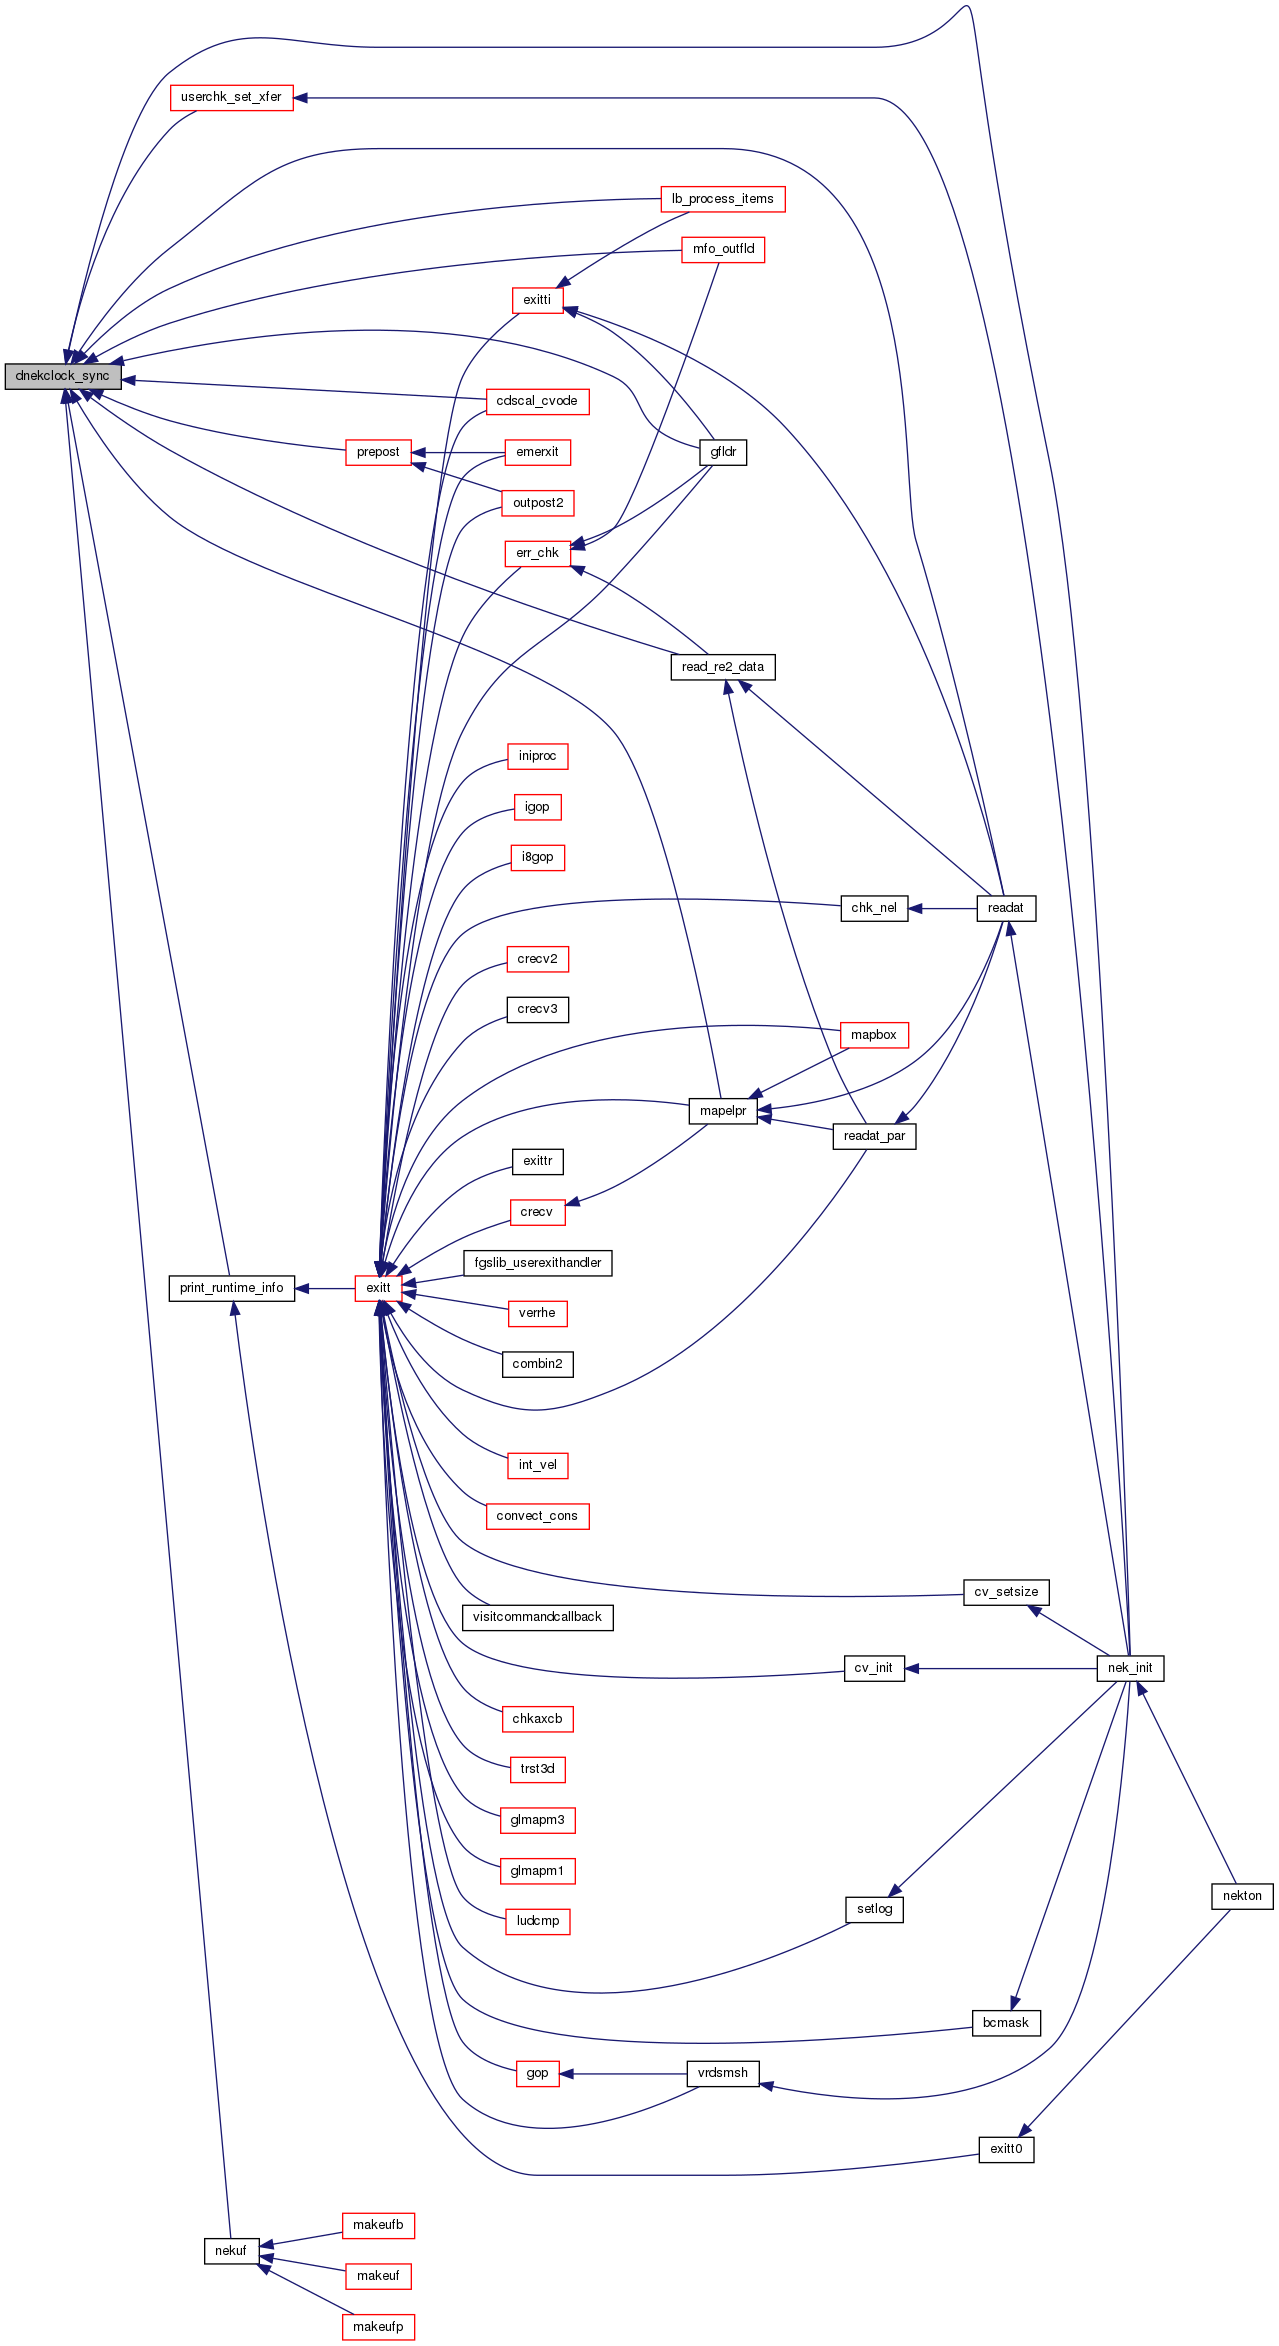 userchk_set_xfer
lb_process_items
mfo_outfld
exitti
dnekclock_sync
cdscal_cvode
prepost
emerxit
gfldr
outpost2
err_chk
read_re2_data
iniproc
igop
i8gop
chk_nel
readat
crecv2
crecv3
mapbox
mapelpr
readat_par
exittr
crecv
fgslib_userexithandler
print_runtime_info
exitt
verrhe
combin2
int_vel
convect_cons
cv_setsize
visitcommandcallback
cv_init
nek_init
chkaxcb
trst3d
glmapm3
glmapm1
nekton
setlog
ludcmp
bcmask
gop
vrdsmsh
exitt0
makeufb
nekuf
makeuf
makeufp